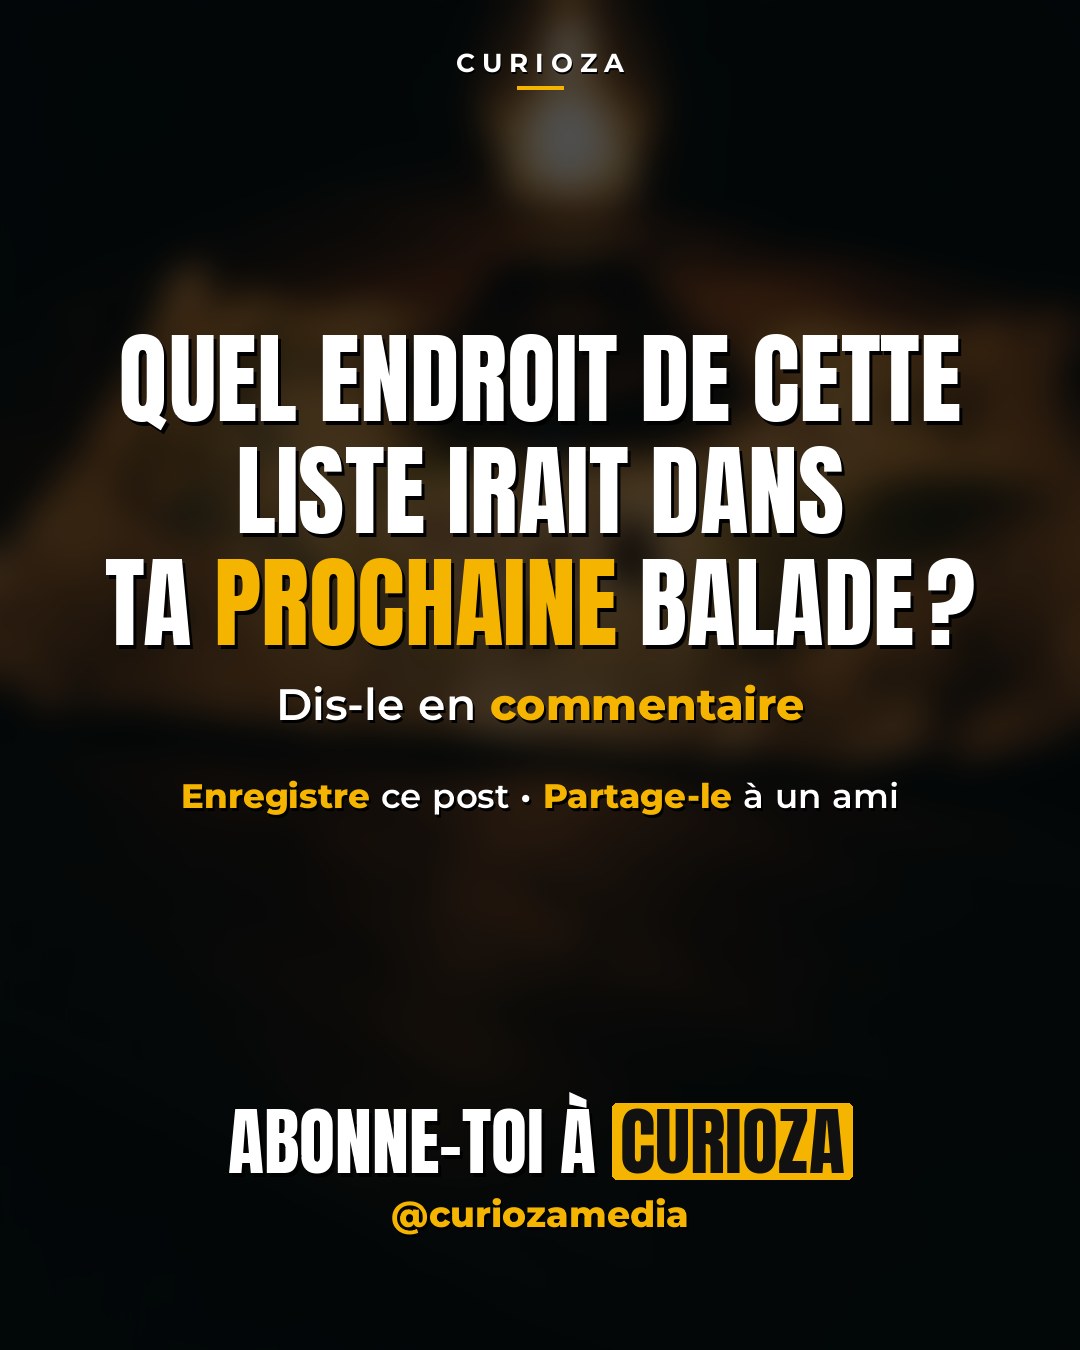 CURIOZA
QUEL ENDROIT DE CETTE
LISTE IRAIT DANS
TA PROCHAINE BALADE ?
Dis-le en commentaire
Enregistre ce post • Partage-le à un ami
ABONNE-TOI À CURIOZA
@curiozamedia